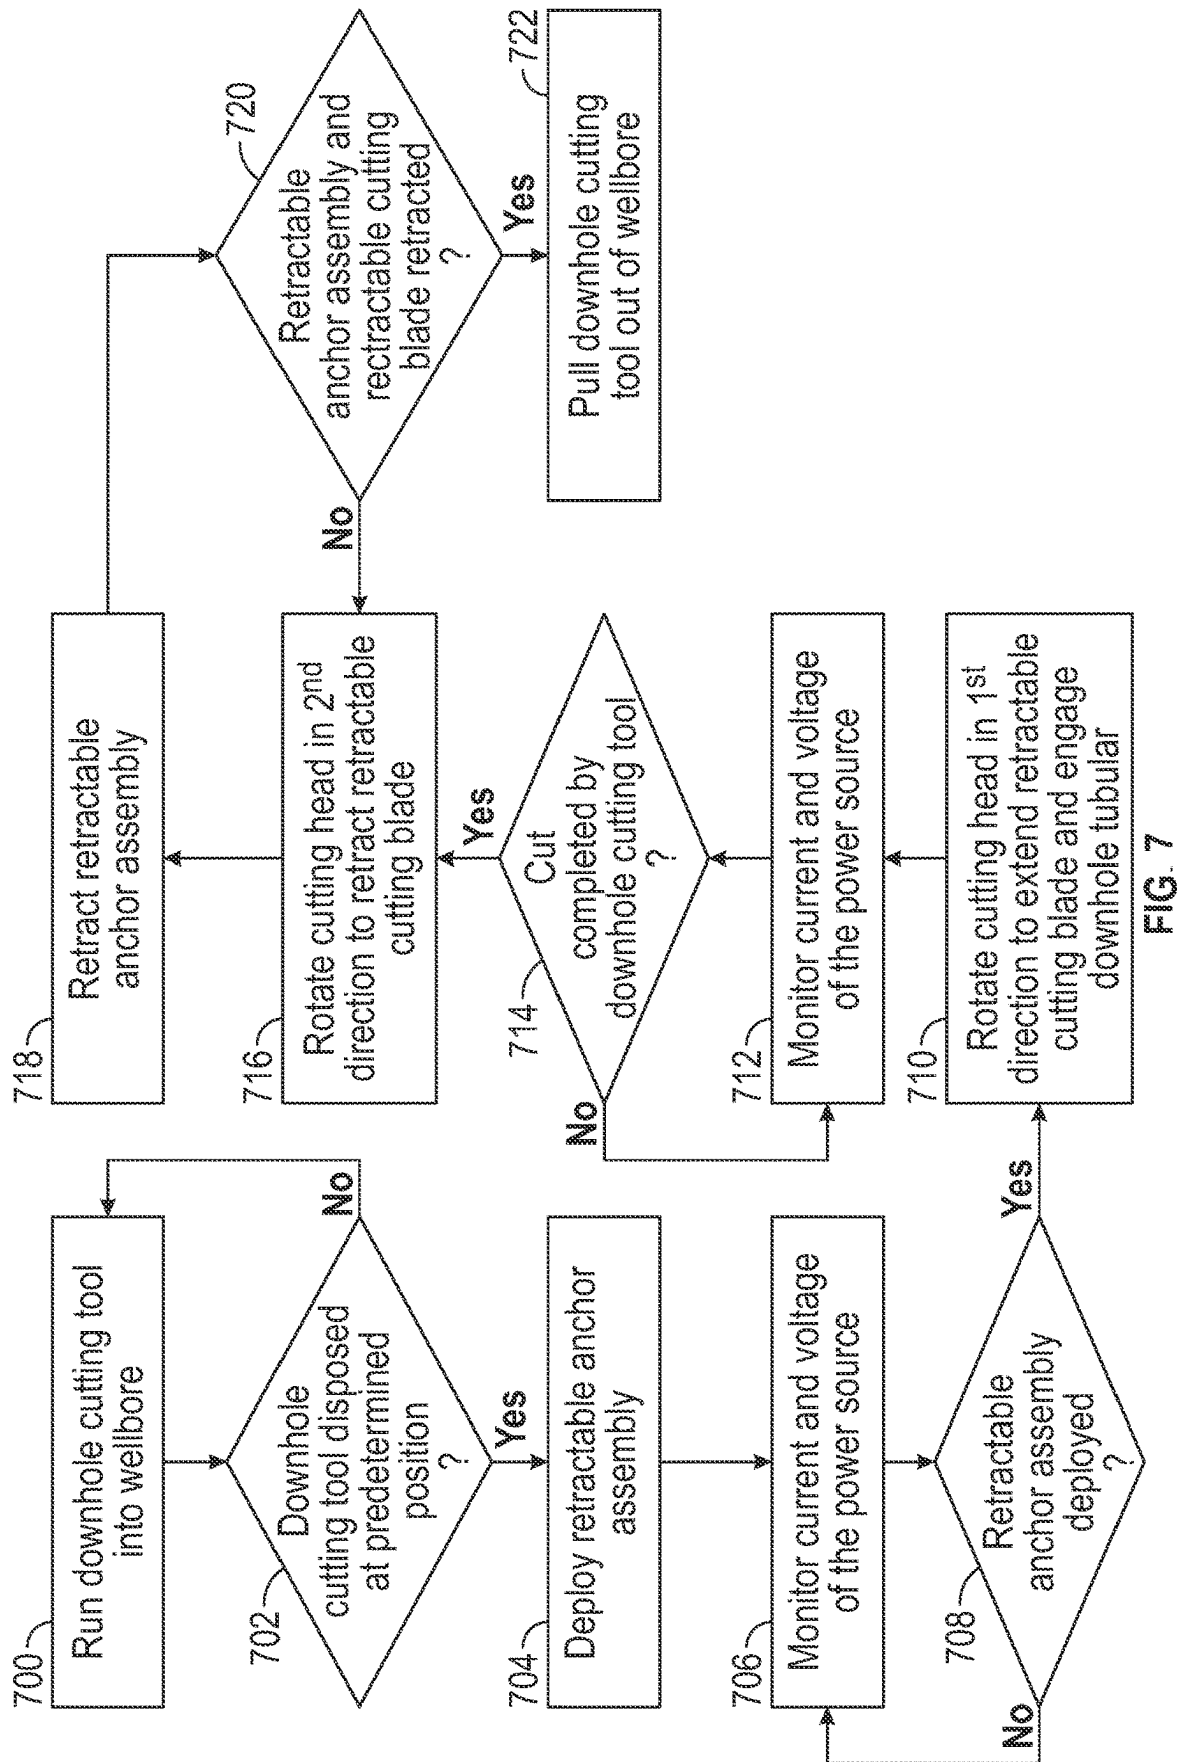 700
Run downhole cutting tool
into wellbore
702
Downhole
cutting tool disposed
at predetermined
position
?
No
Yes
704
Deploy retractable anchor
assembly
706
Monitor current and voltage
of the power source
708
Retractable
anchor assembly
deployed
?
No
Yes
710
Rotate cutting head in 1st
direction to extend retractable
cutting blade and engage
downhole tubular
712
Monitor current and voltage
of the power source
714
Cut
completed by
downhole cutting tool
?
No
Yes
716
Rotate cutting head in 2nd
direction to retract retractable
cutting blade
718
Retract retractable
anchor assembly
720
Retractable
anchor assembly and
rectractable cutting
blade retracted
?
No
Yes
722
Pull downhole cutting
tool out of wellbore
FIG. 7